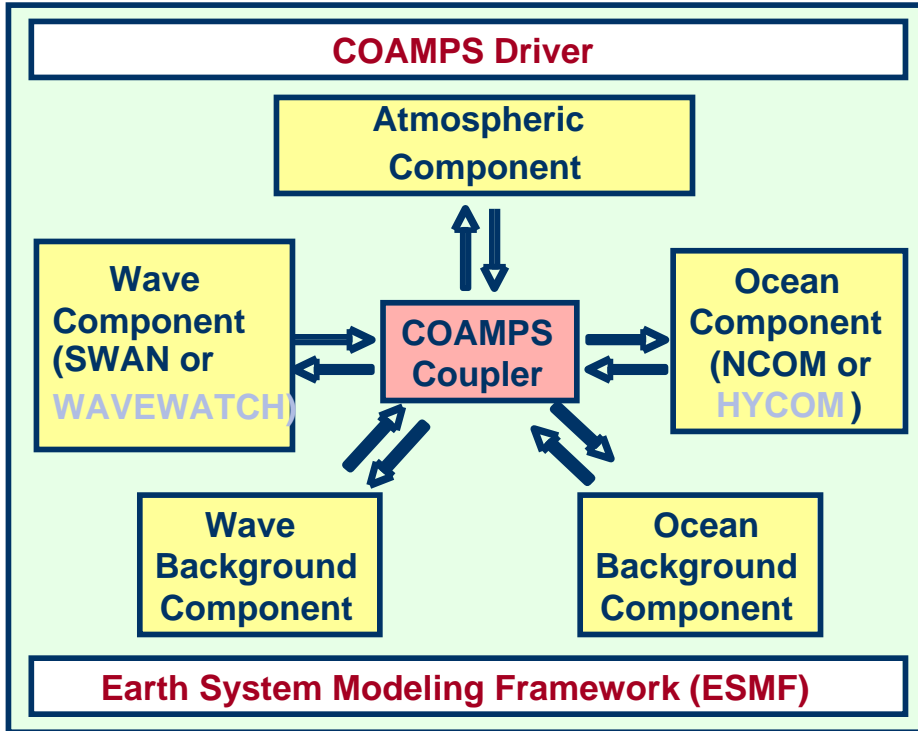 COAMPS Driver
Atmospheric
Component
Wave
Component
(SWAN or
WAVEWATCH)
COAMPS
Coupler
Ocean
Component
(NCOM or
HYCOM )
Wave
Background
Component
Ocean
Background
Component
Earth System Modeling Framework (ESMF)